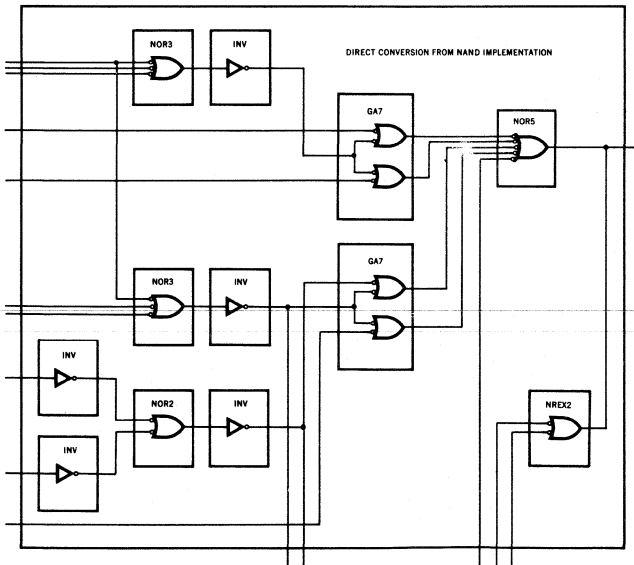 NOR3
INV
DIRECT CONVERSION FROM NAND IMPLEMENTATION
GA7
NOR5
NOR3
INV
GA7
INV
NOR2
INV
NREX2
INV